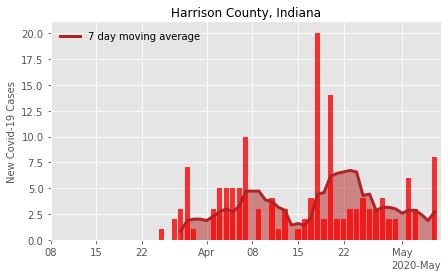 Harrison County, Indiana
7 day moving average
New Covid-19 Cases
20.0
17.5
15.0
12.5
10.0
7.5
5.0
2.5
0.0
08 15 22 Apr 08 15 22 May
2020-May